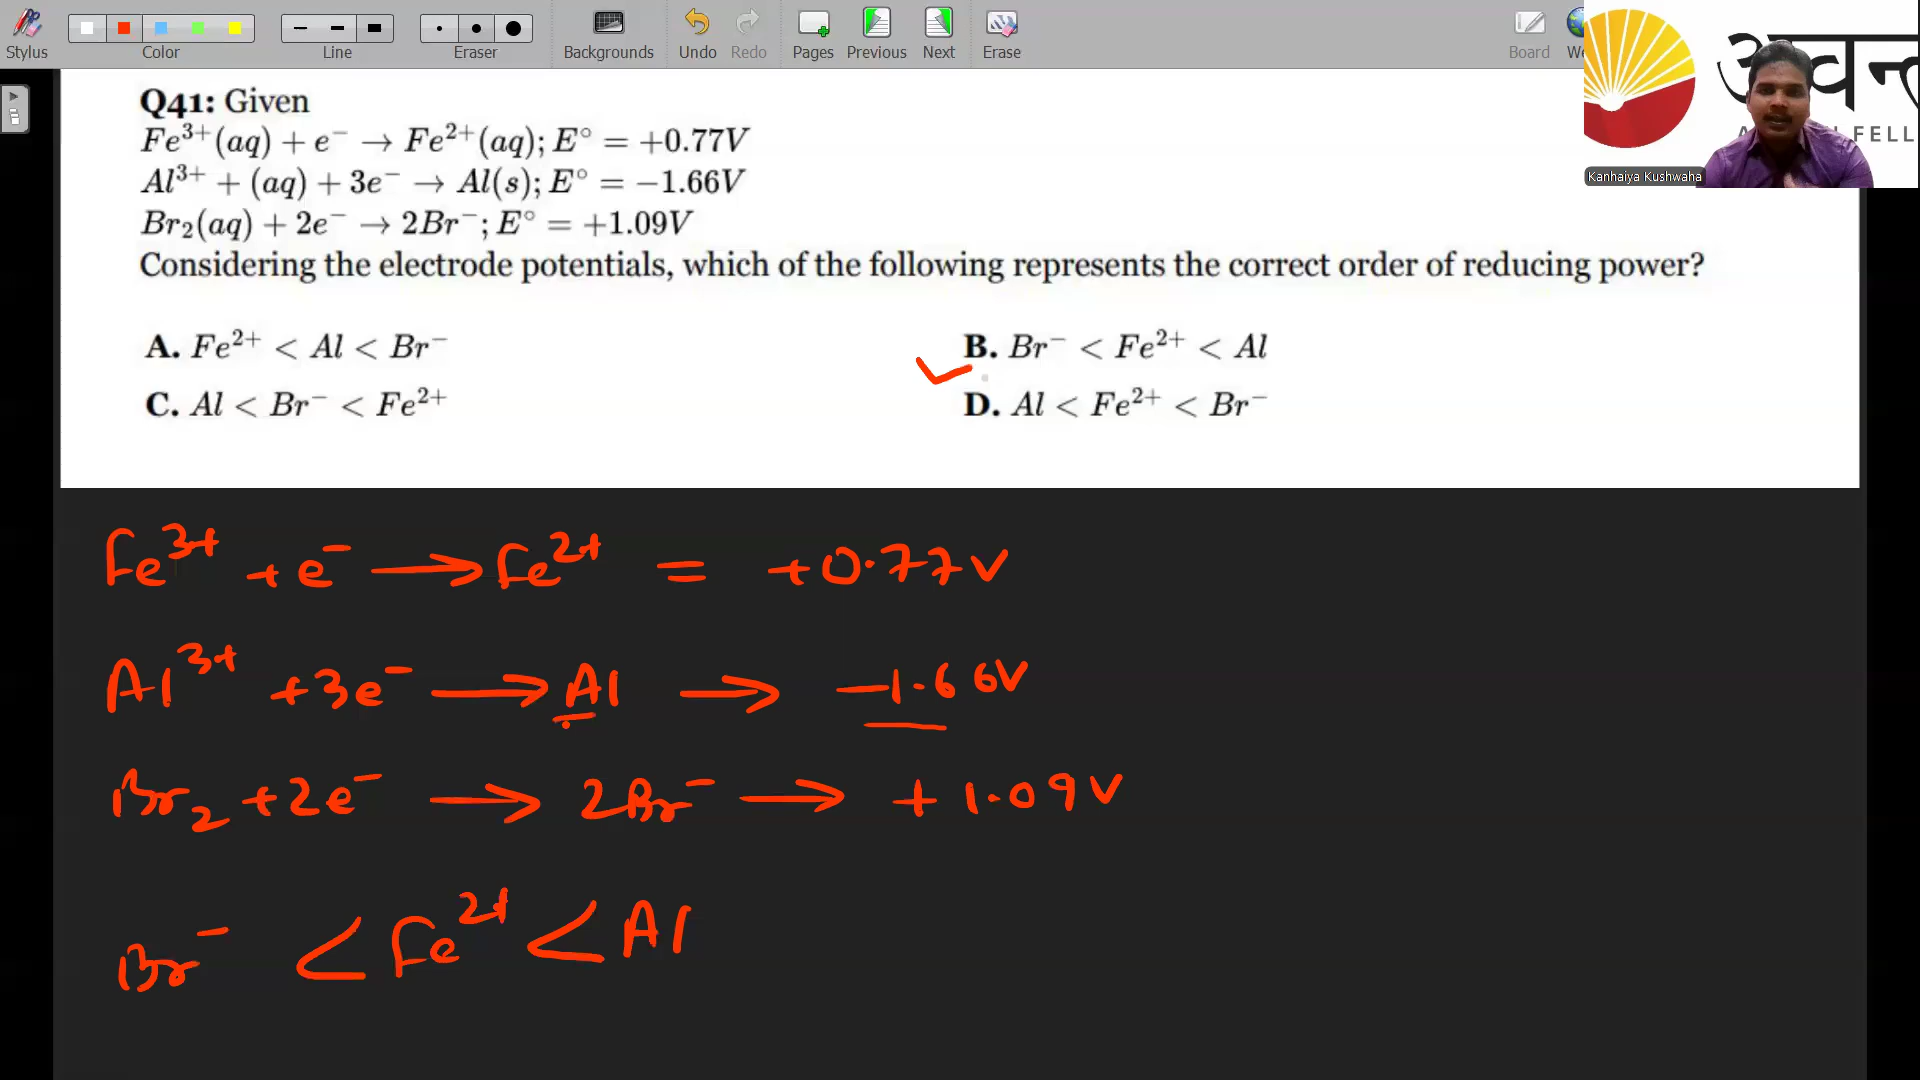 Stylus Color Line Eraser Backgrounds Undo Redo Pages Previous Next Erase Board
अवन्
FELL
Kanhaiya Kushwaha
Q41: Given
Fe³⁺(aq) + e⁻ → Fe²⁺(aq); E° = +0.77V
Al³⁺ + (aq) + 3e⁻ → Al(s); E° = −1.66V
Br₂(aq) + 2e⁻ → 2Br⁻; E° = +1.09V
Considering the electrode potentials, which of the following represents the correct order of reducing power?
A. Fe²⁺ < Al < Br⁻ B. Br⁻ < Fe²⁺ < Al
C. Al < Br⁻ < Fe²⁺ D. Al < Fe²⁺ < Br⁻
Fe³⁺ + e⁻ → Fe²⁺ = +0.77V
Al³⁺ + 3e⁻ → Al → −1.66V
Br₂ + 2e⁻ → 2Br⁻ → +1.09V
Br⁻ < Fe²⁺ < Al